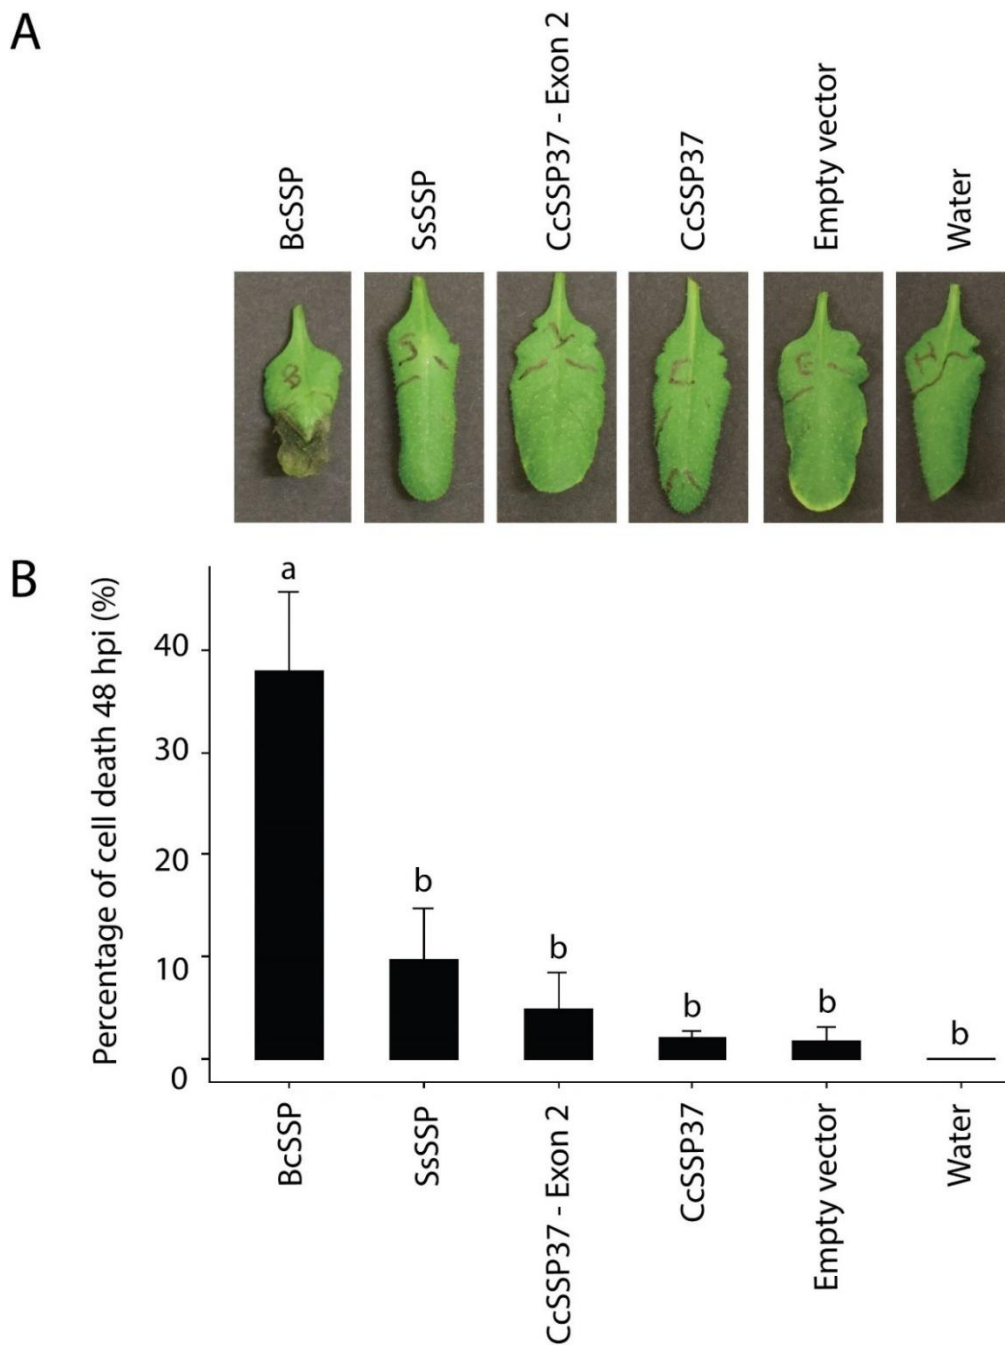 A
BcSSP
SsSSP
CcSSP37 - Exon 2
CcSSP37
Empty vector
Water
B
S
Y
C
E
H
B
Percentage of cell death 48 hpi (%)
40
30
20
10
0
a
b
b
b
b
b
BcSSP
SsSSP
CcSSP37 - Exon 2
CcSSP37
Empty vector
Water